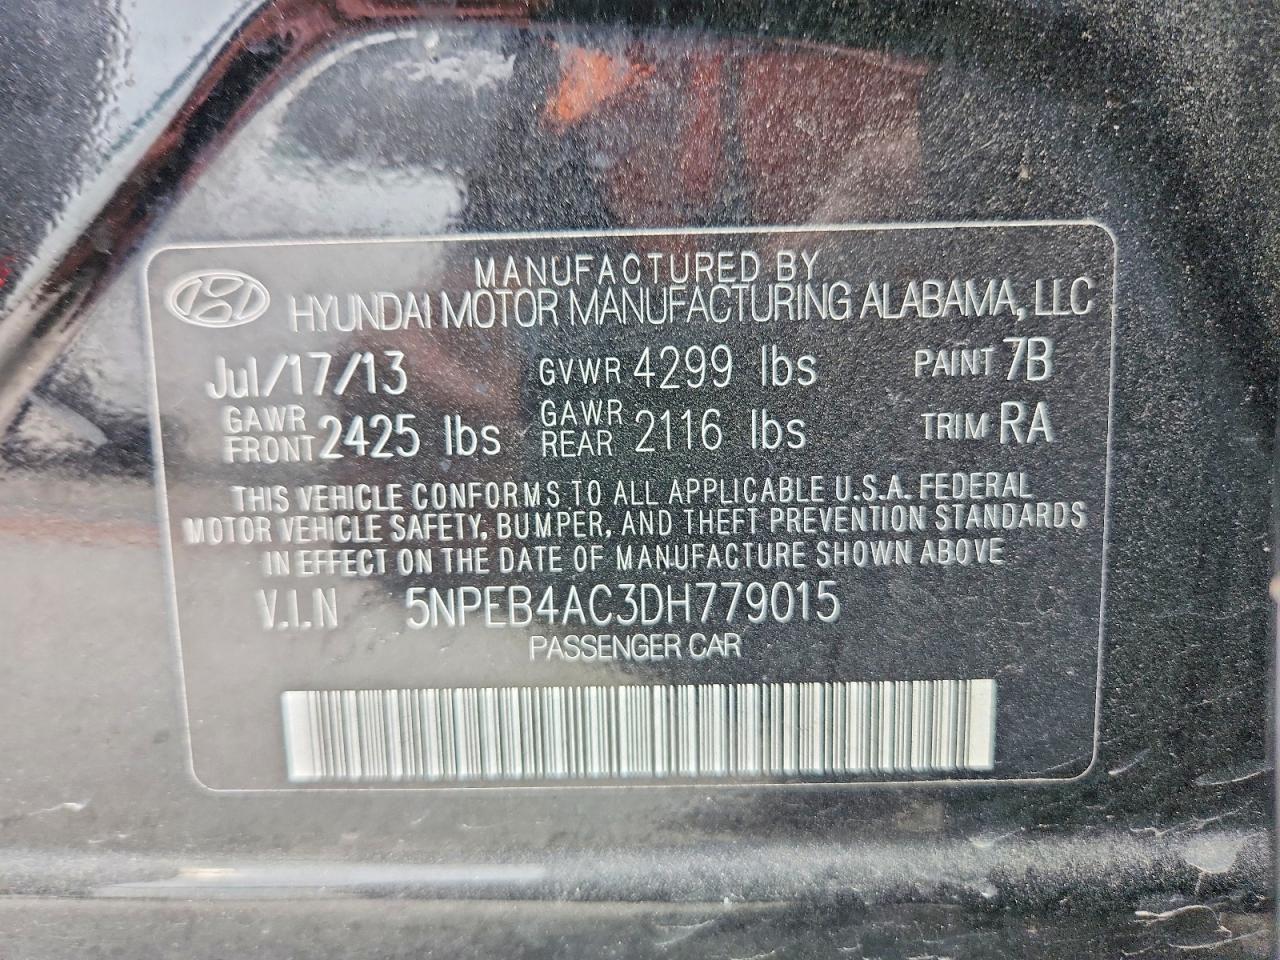 MANUFACTURED BY
HYUNDAI MOTOR MANUFACTURING ALABAMA, LLC
Jul/17/13 GVWR 4299 lbs PAINT 7B
GAWR FRONT 2425 lbs GAWR REAR 2116 lbs TRIM RA
THIS VEHICLE CONFORMS TO ALL APPLICABLE U.S.A. FEDERAL
MOTOR VEHICLE SAFETY, BUMPER, AND THEFT PREVENTION STANDARDS
IN EFFECT ON THE DATE OF MANUFACTURE SHOWN ABOVE
V.I.N 5NPEB4AC3DH779015
PASSENGER CAR